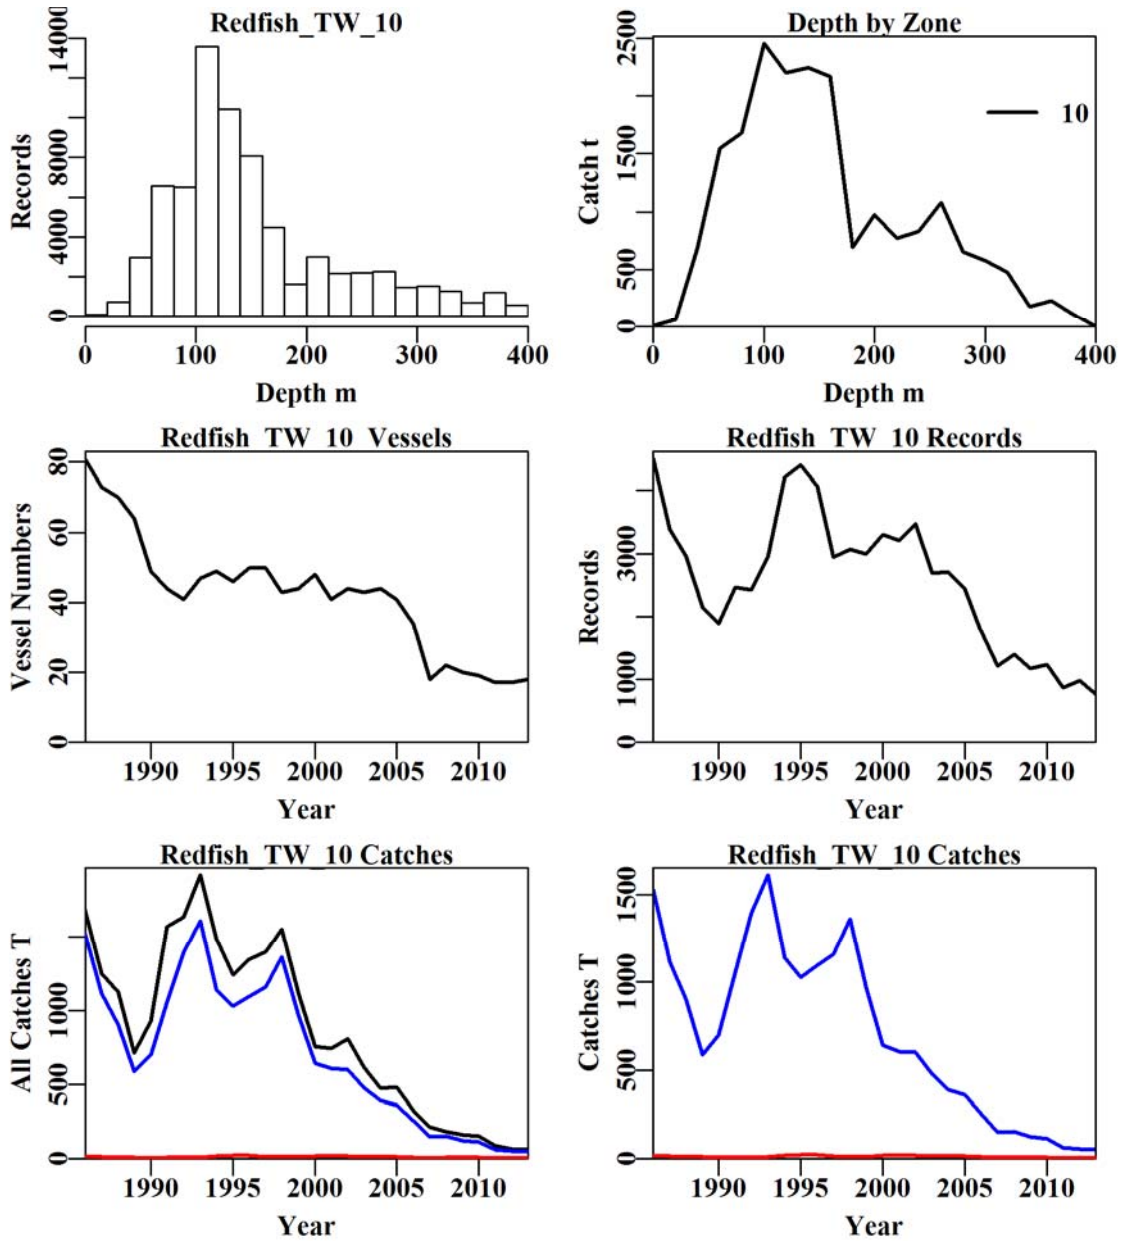 Redfish_TW_10
Records
0 4000 8000 14000
0 100 200 300 400
Depth m
Depth by Zone
Catch t
0 500 1500 2500
10
0 100 200 300 400
Depth m
Redfish_TW_10_Vessels
Vessel Numbers
0 20 40 60 80
1990 1995 2000 2005 2010
Year
Redfish_TW_10 Records
Records
0 1000 3000
1990 1995 2000 2005 2010
Year
Redfish_TW_10 Catches
All Catches T
0 500 1000
1990 1995 2000 2005 2010
Year
Redfish_TW_10 Catches
Catches T
0 500 1000 1500
1990 1995 2000 2005 2010
Year